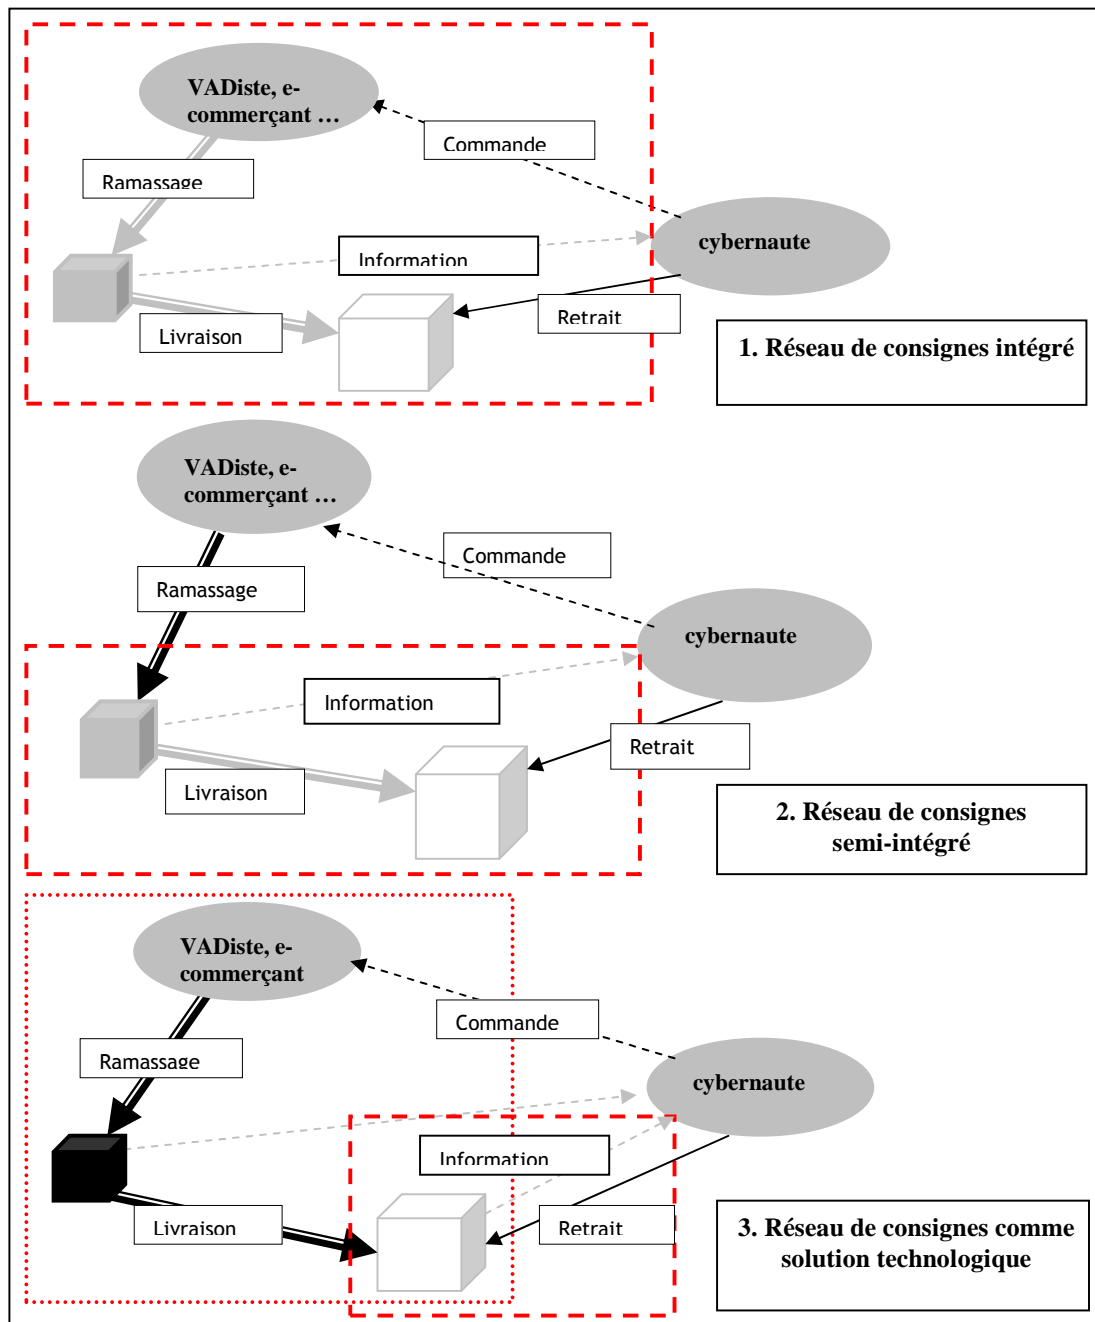 VADiste, e-
commerçant …
Commande
Ramassage
cybernaute
Information
Retrait
Livraison
1. Réseau de consignes intégré
VADiste, e-
commerçant …
Commande
Ramassage
cybernaute
Information
Retrait
Livraison
2. Réseau de consignes
semi-intégré
VADiste, e-
commerçant
Commande
Ramassage
cybernaute
Information
Livraison
Retrait
3. Réseau de consignes comme
solution technologique